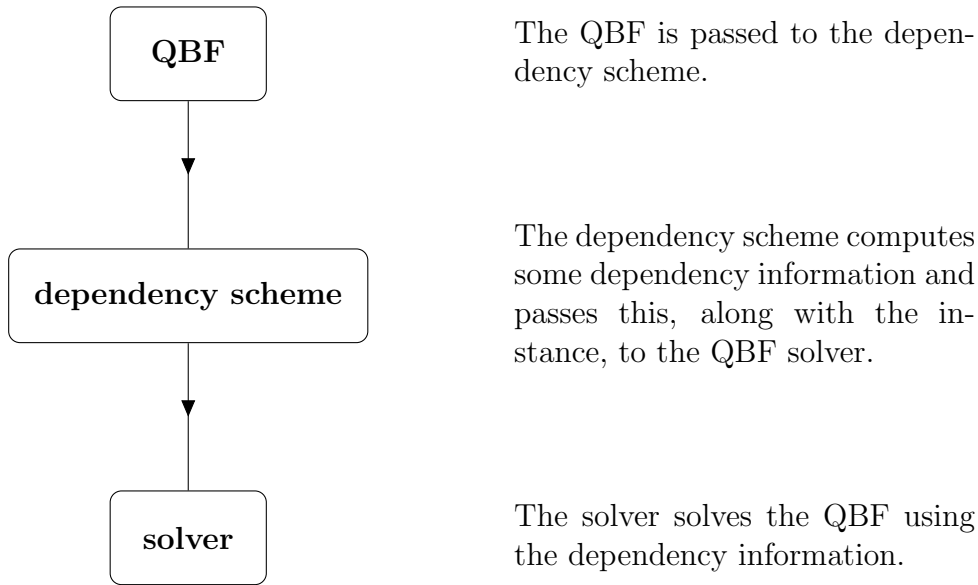 QBF
The QBF is passed to the depen-
dency scheme.
dependency scheme
The dependency scheme computes
some dependency information and
passes this, along with the in-
stance, to the QBF solver.
solver
The solver solves the QBF using
the dependency information.